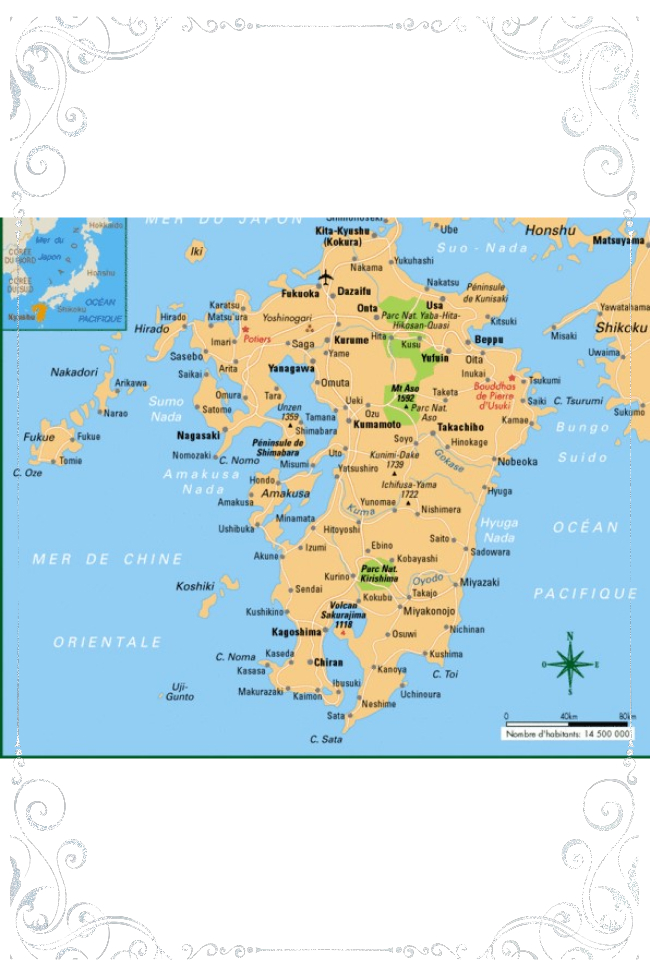 MER DU JAPON
Shimonoseki
Ube
Honshu
Hokkaido
Mer du
Japon
CORÉE
DU NORD
CORÉE
DU SUD
JAPON
Honshu
Shikoku
OCÉAN
PACIFIQUE
Kyushu
Iki
Kita-Kyushu
(Kokura)
Suo-Nada
Matsuyama
Nakama
Yukuhashi
Fukuoka
Dazaifu
Nakatsu
Péninsule
de Kunisaki
Karatsu
Onta
Usa
Yawatahama
Hirado
Matsu'ura
Yoshinogari
Parc Nat. Yaba-Hita-
Hikosan-Quasi
Kitsuki
Hirado
Potiers
Shikoku
Imari
Saga
Kurume
Hita
Kusu
Beppu
Misaki
Sasebo
Yame
Yufuin
Oita
Uwaima
Nakadori
Saikai
Arita
Yanagawa
Inukai
Arikawa
Omuta
Mt Aso
1592
Bouddhas
de Pierre
d'Usuki
Tsukumi
Omura
Tara
Taketa
Saiki
C. Tsurumi
Sumo
Nada
Satome
Unzen
1359
Ueki
Ozu
Parc Nat.
Aso
Sukumo
Narao
Tamana
Kamae
Nagasaki
Shimabara
Kumamoto
Takachiho
Bungo
Suido
Fukue
Fukue
Péninsule de
Shimabara
Soyo
Hinokage
Nomozaki
C. Nomo
Uto
Kunimi-Dake
1739
Gokase
Tomie
C. Oze
Misumi
Yatsushiro
Nobeoka
Amakusa
Nada
Hondo
Ichifusa-Yama
1722
Hyuga
Amakusa
Amakusa
Yunomae
Kuma
Nishimera
Minamata
Hitoyoshi
Hyuga
Nada
OCÉAN
Ushibuka
Saito
Akune
Izumi
Ebino
Sadowara
MER DE CHINE
Kobayashi
Koshiki
Kurino
Parc Nat.
Kirishima
Oyodo
Miyazaki
PACIFIQUE
Sendai
Takajo
Kokubo
Kushikino
Volcan
Sakurajima
1118
Miyakonojo
ORIENTALE
Kagoshima
Osuwi
Nichinan
C. Noma
Kaseda
Kushima
N
O
E
S
Kasasa
Chiran
Kanoya
C. Toi
Uji-
Gunto
Makurazaki
Kaimon
Ibusuki
Uchinoura
Neshime
Sata
0
40km
80km
C. Sata
Nombre d'habitants: 14 500 000